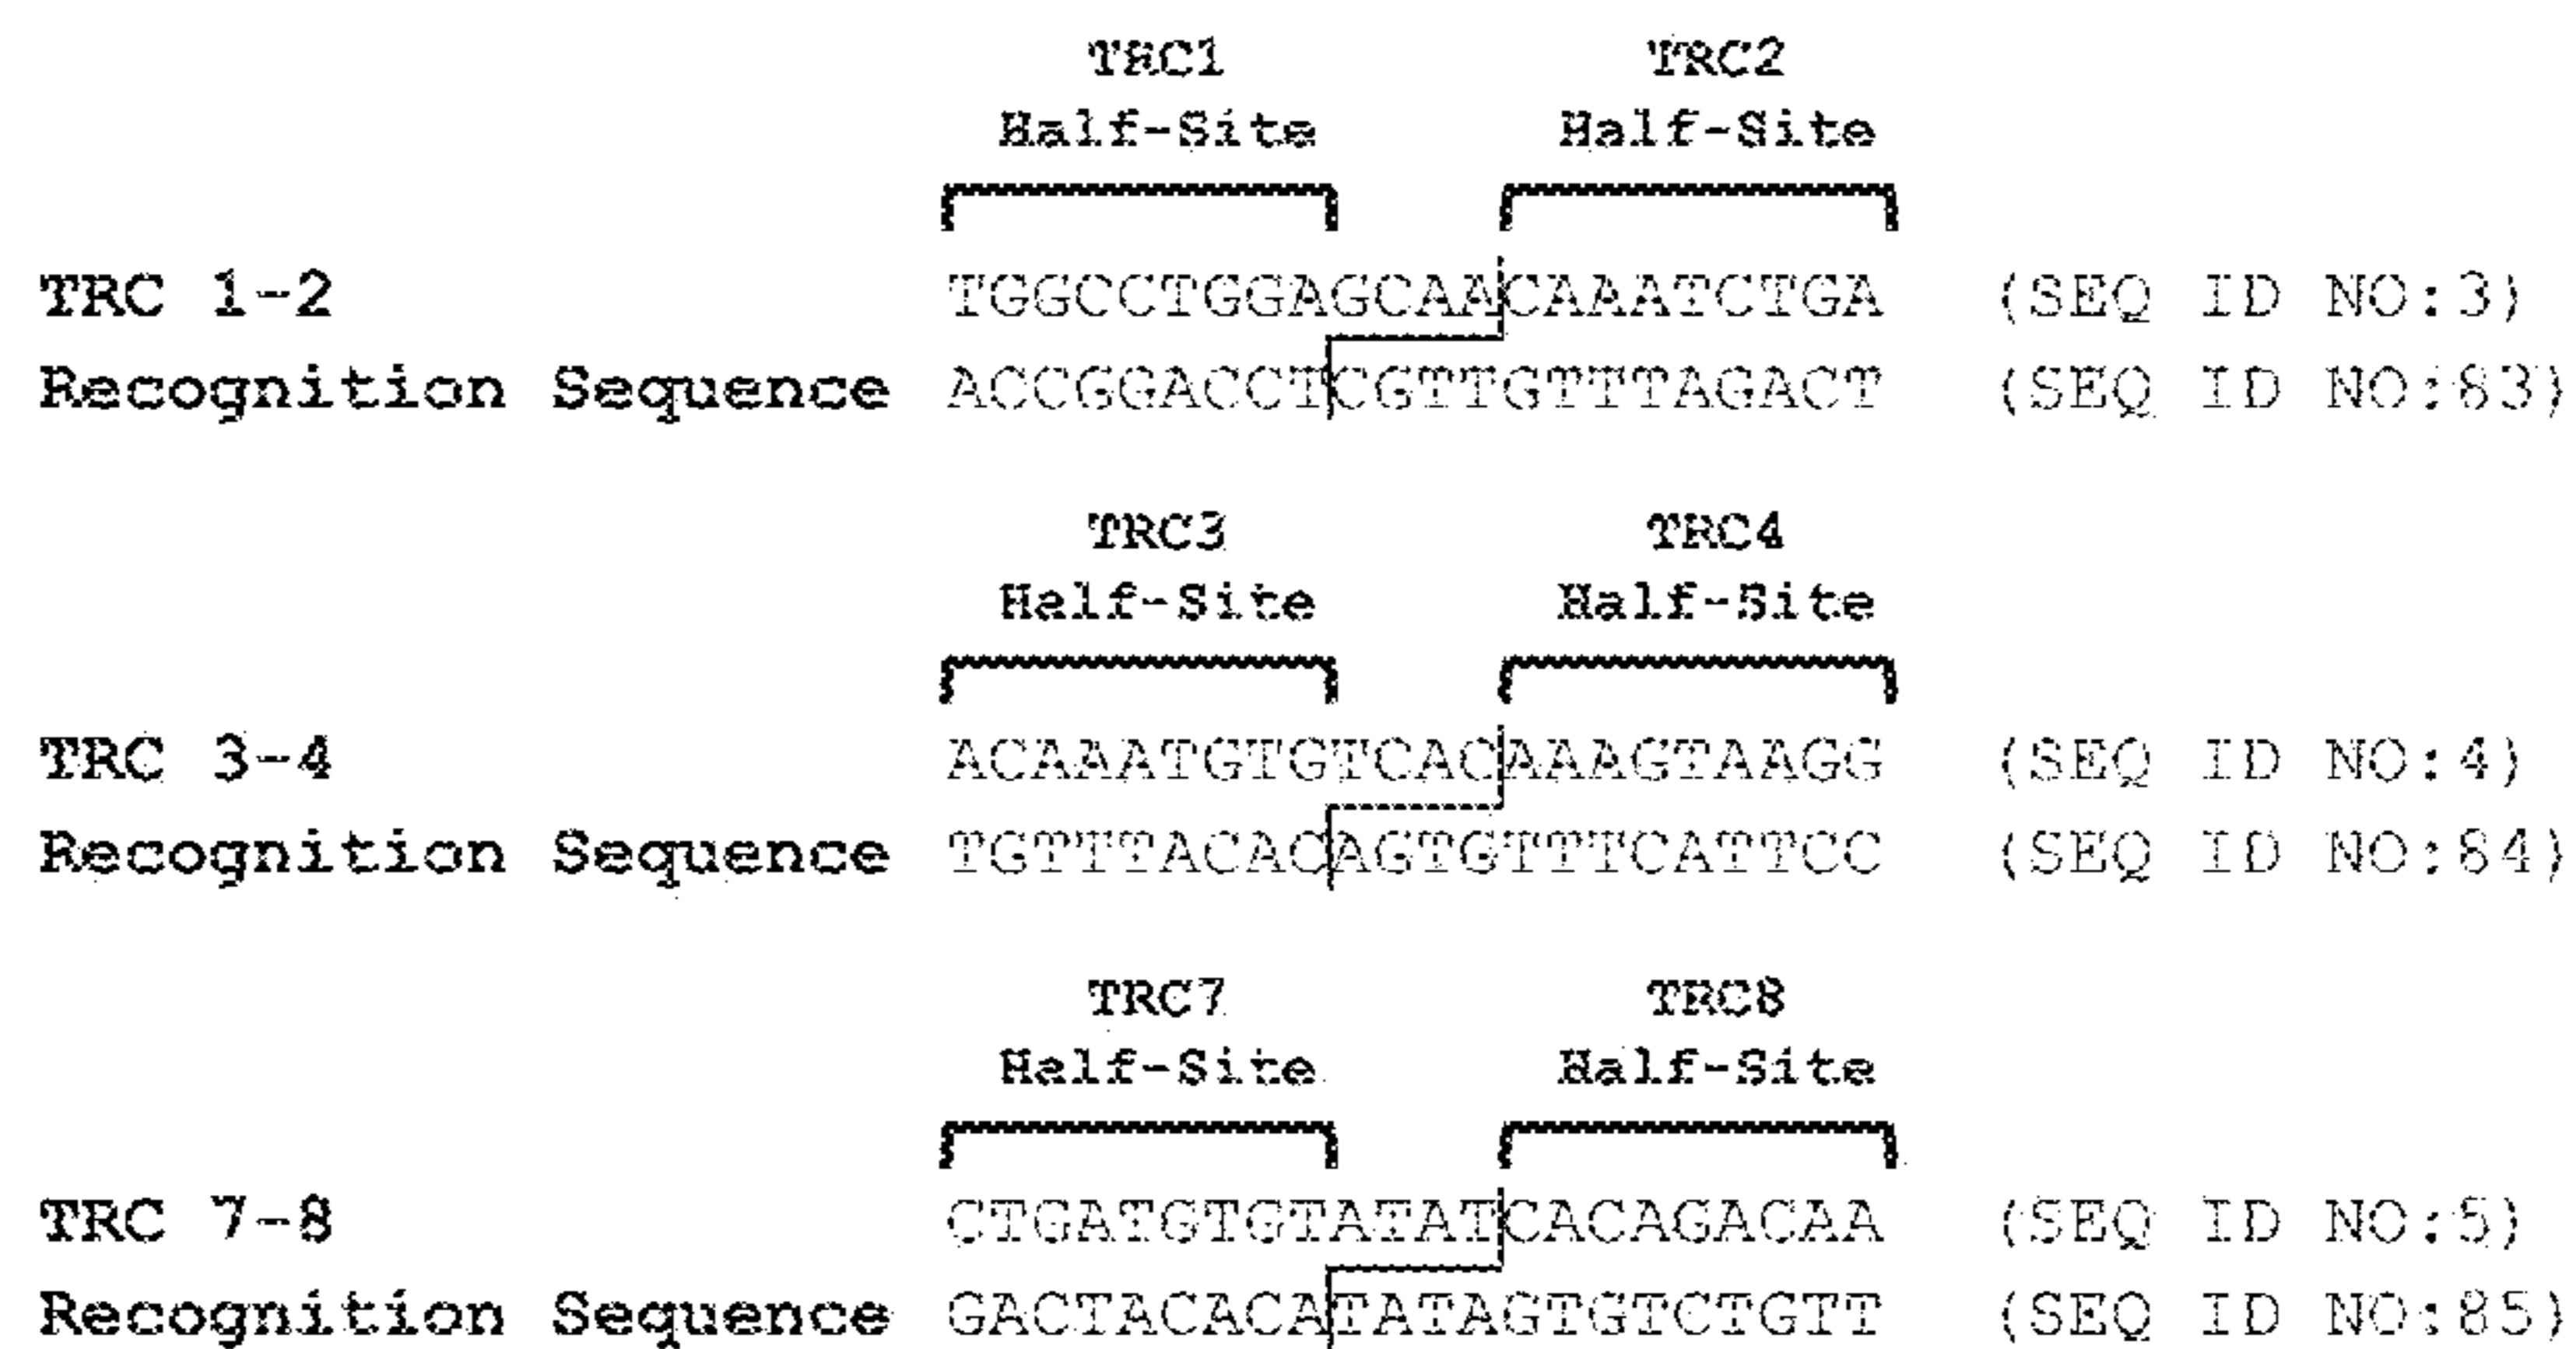 TRC1 TRC2
Half-Site Half-Site
TRC 1-2 TGGCCTGGAGCAACAAATCTGA (SEQ ID NO:3)
Recognition Sequence ACCGGACCTCGTTGTTTAGACT (SEQ ID NO:83)
TRC3 TRC4
Half-Site Half-Site
TRC 3-4 ACAAATGTGTCACAAAGTAAGG (SEQ ID NO:4)
Recognition Sequence TGTTTACACAGTGTTTCATTCC (SEQ ID NO:84)
TRC7 TRC8
Half-Site Half-Site
TRC 7-8 CTGATGTGTATATCACAGACAA (SEQ ID NO:5)
Recognition Sequence GACTACACATATAGTGTCTGTT (SEQ ID NO:85)